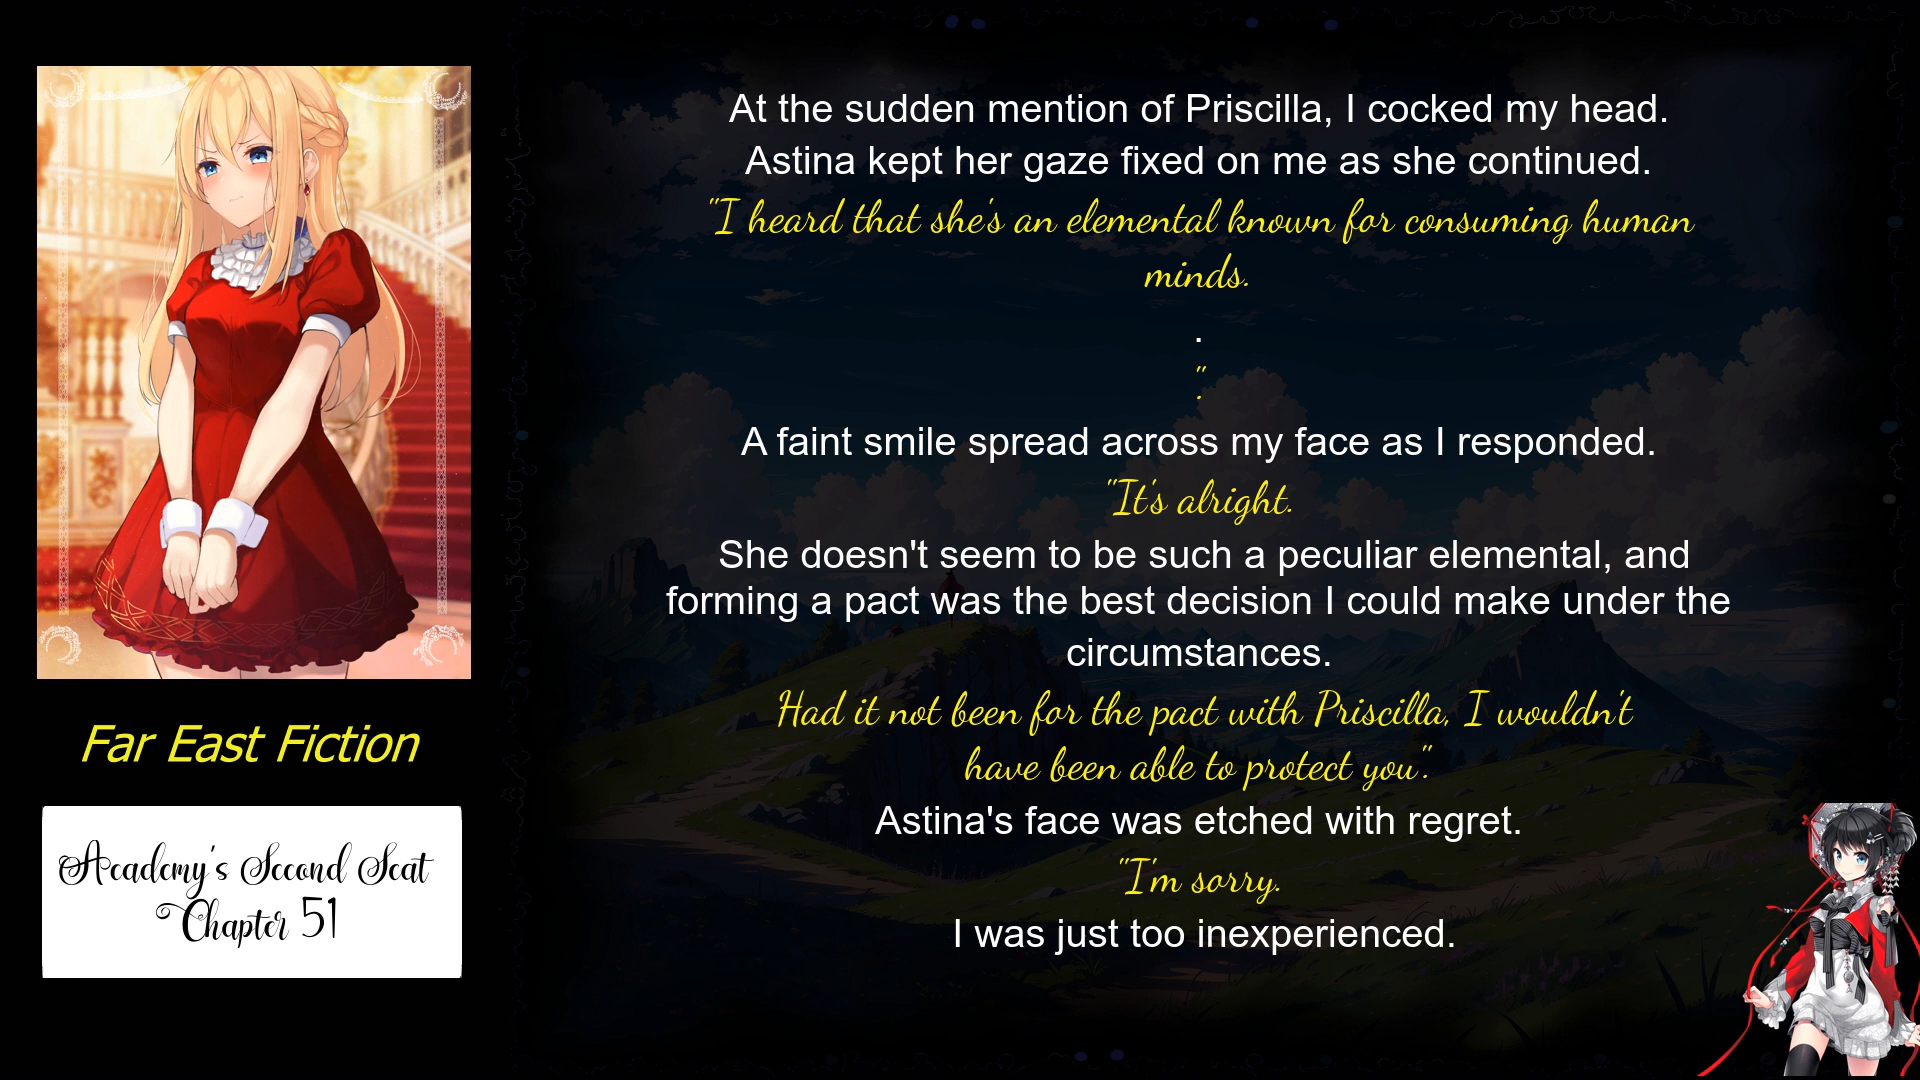 At the sudden mention of Priscilla, I cocked my head.
Astina kept her gaze fixed on me as she continued.
"I heard that she's an elemental known for consuming human
minds.
.
."
A faint smile spread across my face as I responded.
"It's alright.
She doesn't seem to be such a peculiar elemental, and
forming a pact was the best decision I could make under the
circumstances.
Had it not been for the pact with Priscilla, I wouldn't
have been able to protect you".
Astina's face was etched with regret.
"I'm sorry.
I was just too inexperienced.
Far East Fiction
Academy's Second Seat
Chapter 51